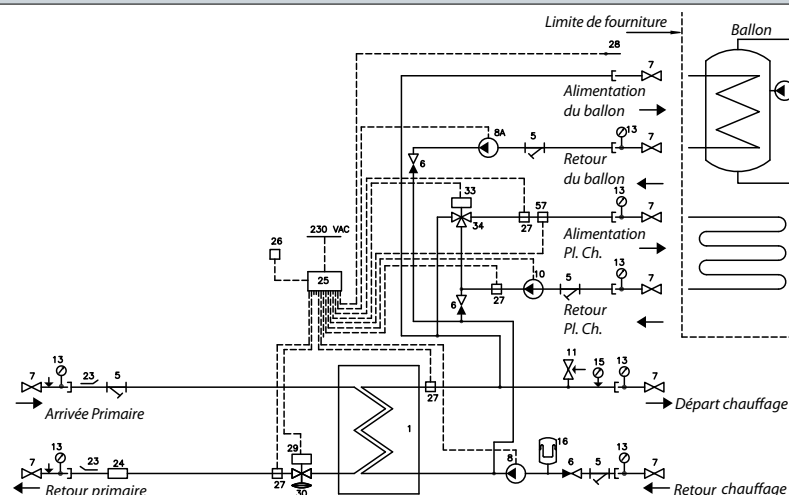 Limite de fourniture
Ballon
28
7
Alimentation
du ballon
8A
5
13
7
6
Retour
du ballon
33
57
13
7
34
27
Alimentation
Pl. Ch.
230 VAC
26
25
10
5
13
7
27
6
Retour
Pl. Ch.
7
13
23
5
11
15
13
7
27
Arrivée Primaire
1
Départ chauffage
7
13
23
24
29
16
8
6
5
13
7
27
30
Retour primaire
Retour chauffage